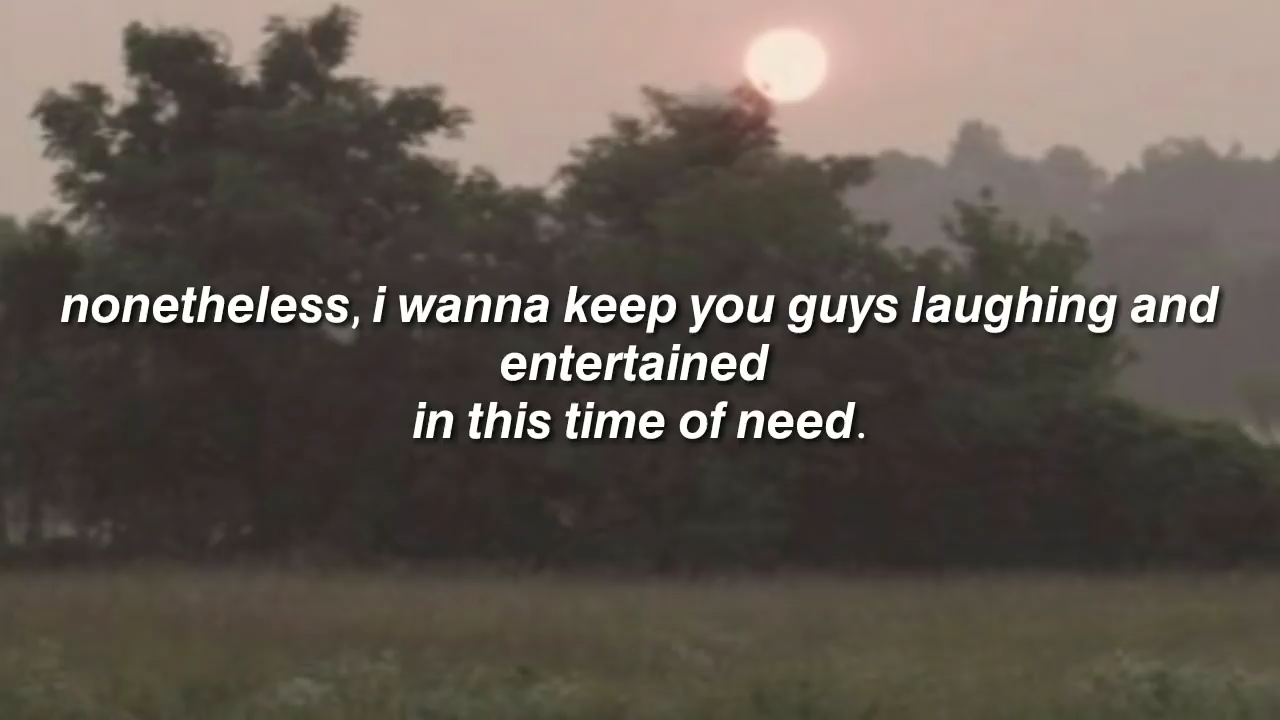 nonetheless, i wanna keep you guys laughing and
entertained
in this time of need.